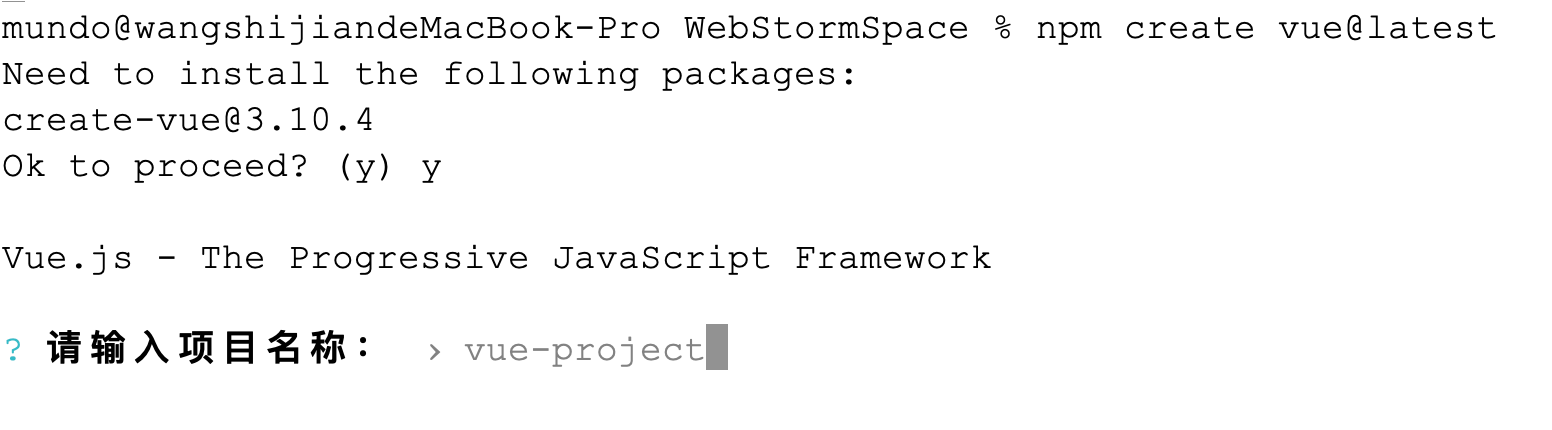 mundo@wangshijiandeMacBook-Pro WebStormSpace % npm create vue@latest
Need to install the following packages:
create-vue@3.10.4
Ok to proceed? (y) y
Vue.js - The Progressive JavaScript Framework
? 请输入项目名称： › vue-project